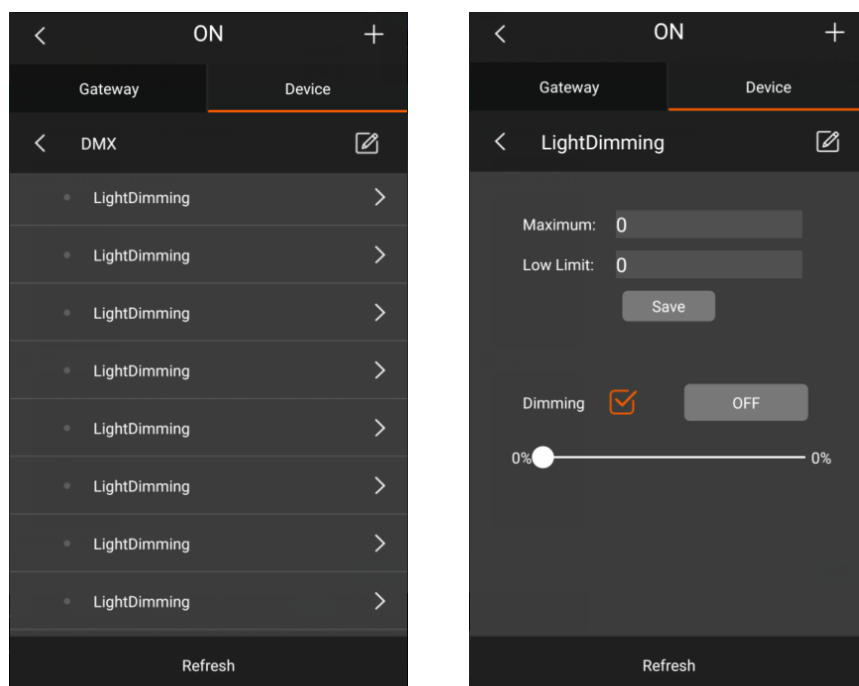 ON
Gateway Device
DMX
LightDimming
LightDimming
LightDimming
LightDimming
LightDimming
LightDimming
LightDimming
LightDimming
Refresh
ON
Gateway Device
LightDimming
Maximum: 0
Low Limit: 0
Save
Dimming OFF
0% 0%
Refresh